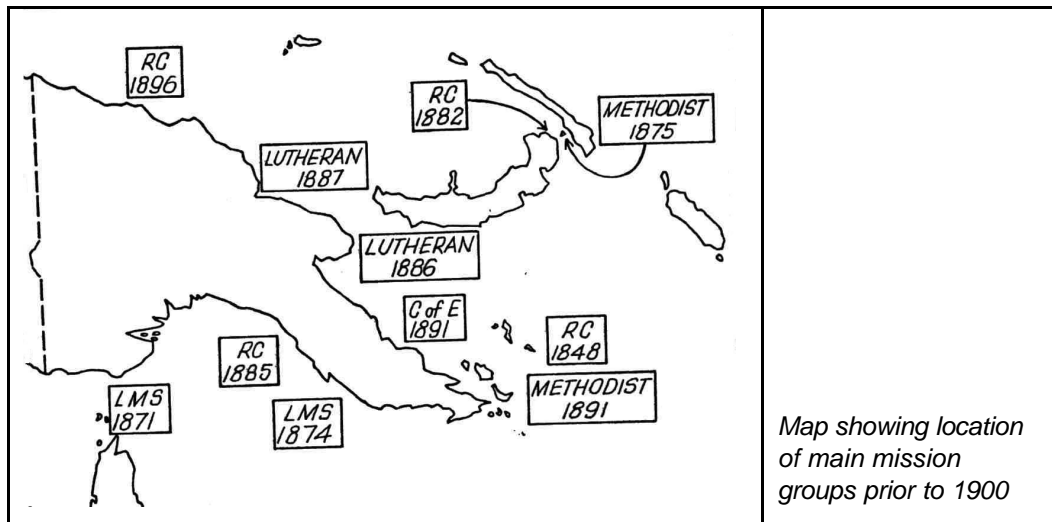 RC
1896
RC
1882
METHODIST
1875
LUTHERAN
1887
LUTHERAN
1886
C of E
1891
RC
1848
RC
1885
METHODIST
1891
LMS
1871
LMS
1874
Map showing location
of main mission
groups prior to 1900